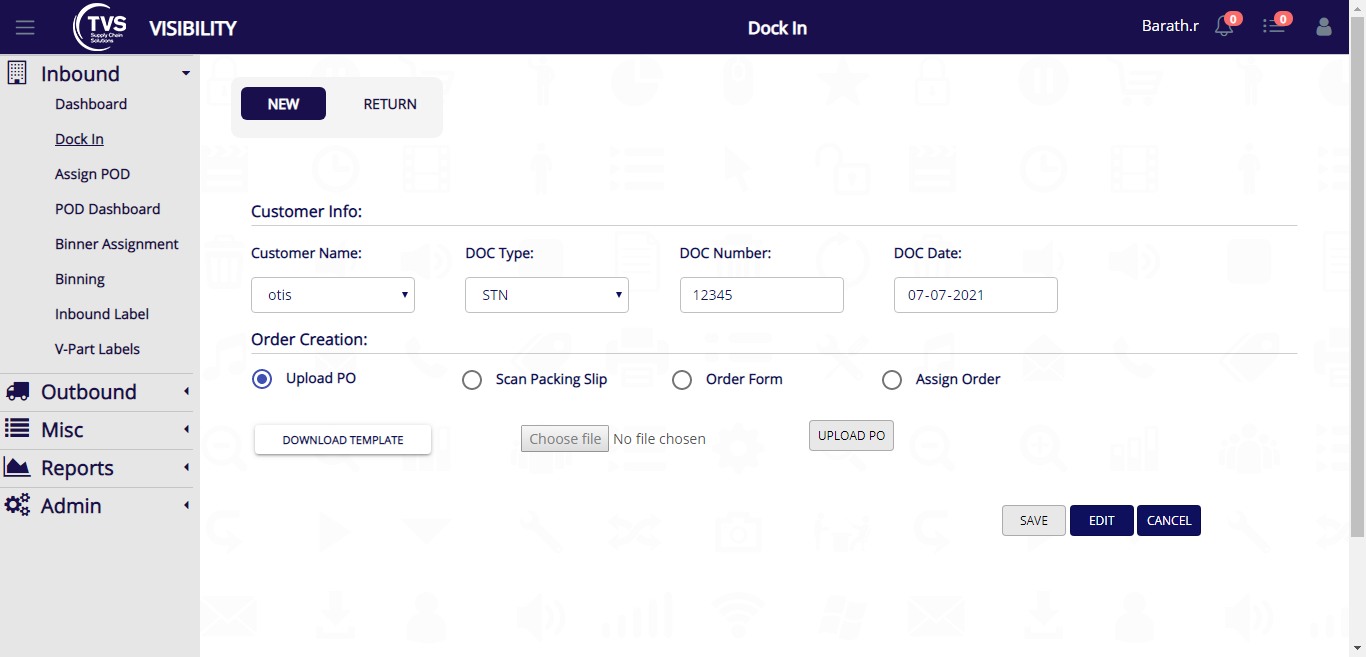 TVS
Supply Chain
Solutions
VISIBILITY
Dock In
Barath.r
0
0
Inbound
Dashboard
Dock In
Assign POD
POD Dashboard
Binner Assignment
Binning
Inbound Label
V-Part Labels
Outbound
Misc
Reports
Admin
NEW RETURN
Customer Info:
Customer Name: DOC Type: DOC Number: DOC Date:
otis STN 12345 07-07-2021
Order Creation:
Upload PO Scan Packing Slip Order Form Assign Order
DOWNLOAD TEMPLATE Choose file No file chosen UPLOAD PO
SAVE EDIT CANCEL